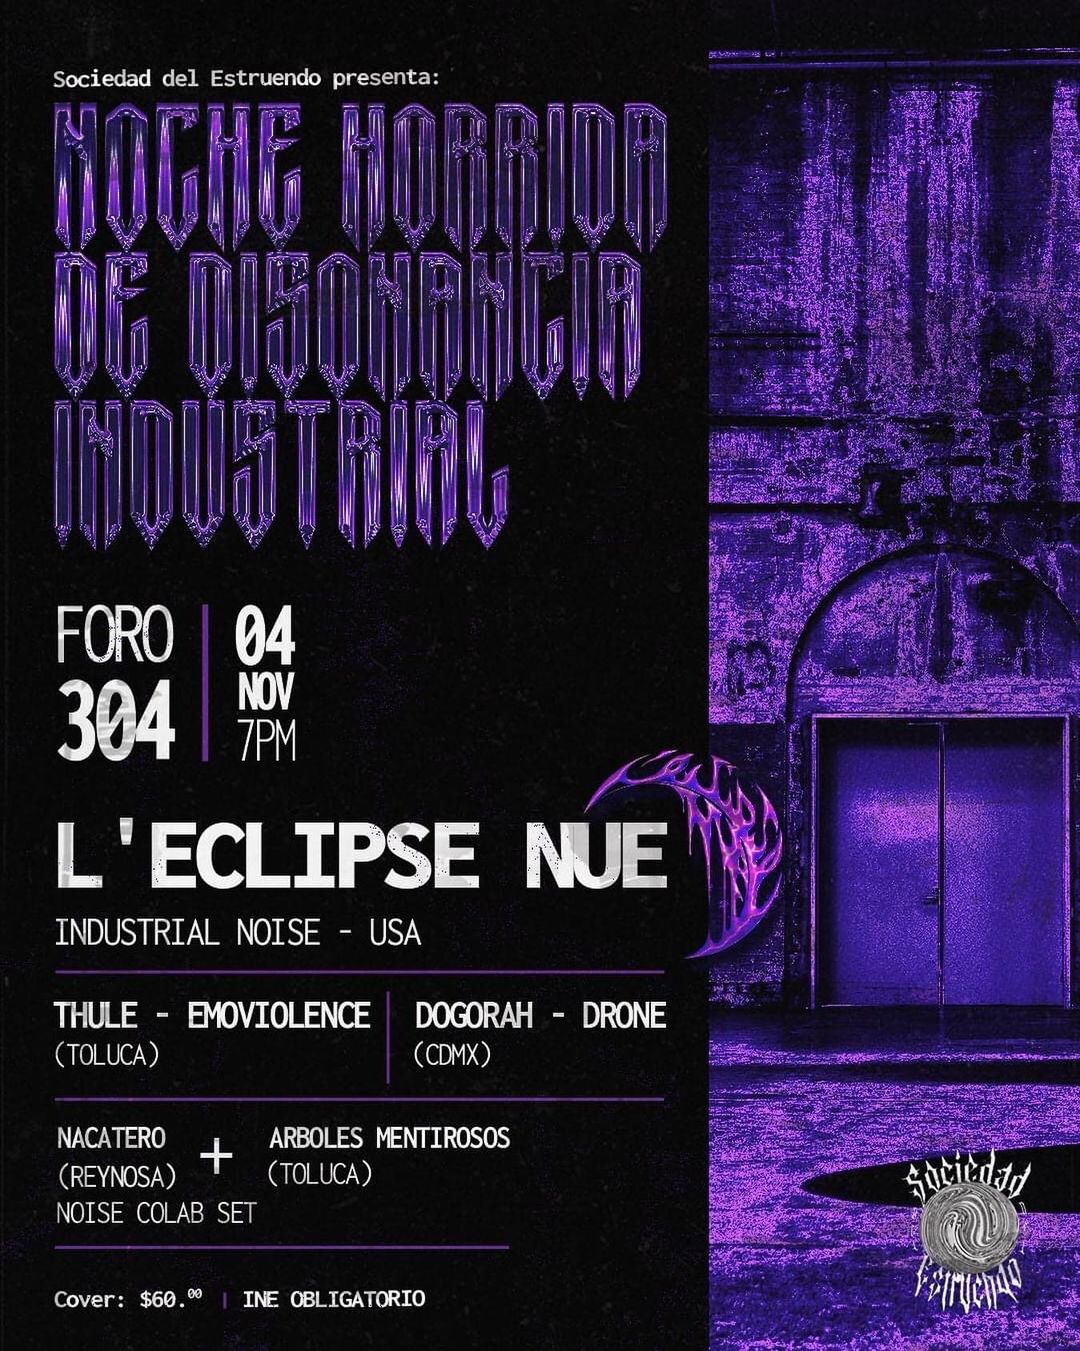 Sociedad del Estruendo presenta:
NOCHE HORRIDA
DE DISONANCIA
INDUSTRIAL
FORO
304
04
NOV
7PM
L'ECLIPSE NUE
INDUSTRIAL NOISE - USA
THULE - EMOVIOLENCE
(TOLUCA)
DOGORAH - DRONE
(CDMX)
NACATERO
(REYNOSA)
+
ARBOLES MENTIROSOS
(TOLUCA)
NOISE COLAB SET
Cover: $60.00 | INE OBLIGATORIO
Sociedad
Estruendo